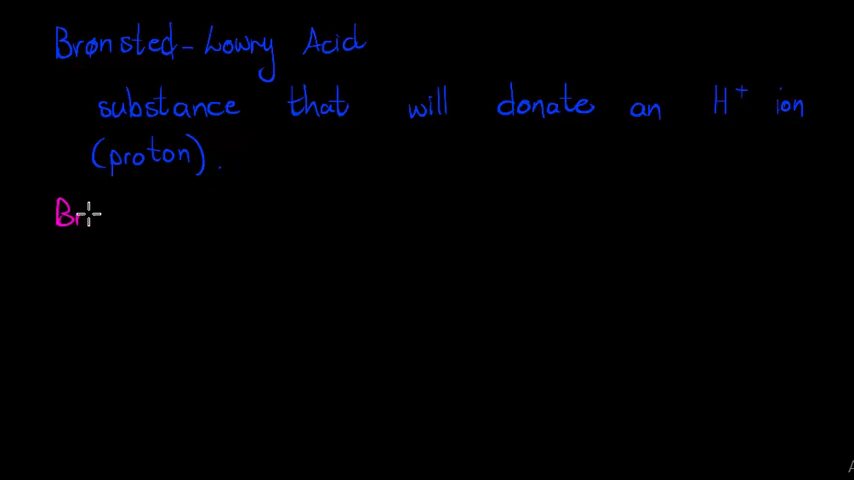 Brønsted-Lowry Acid
substance that will donate an H⁺ ion
(proton).
Br